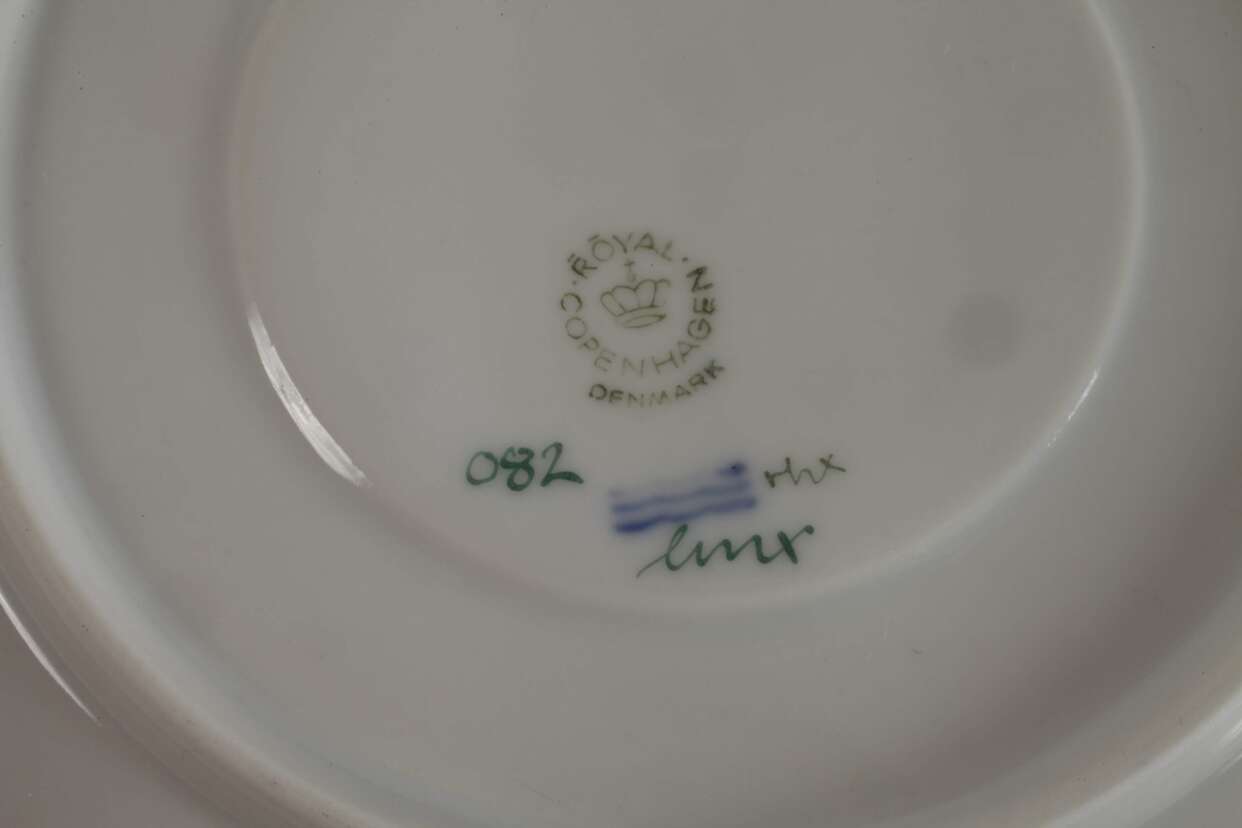 ROYAL
COPENHAGEN
DENMARK
082